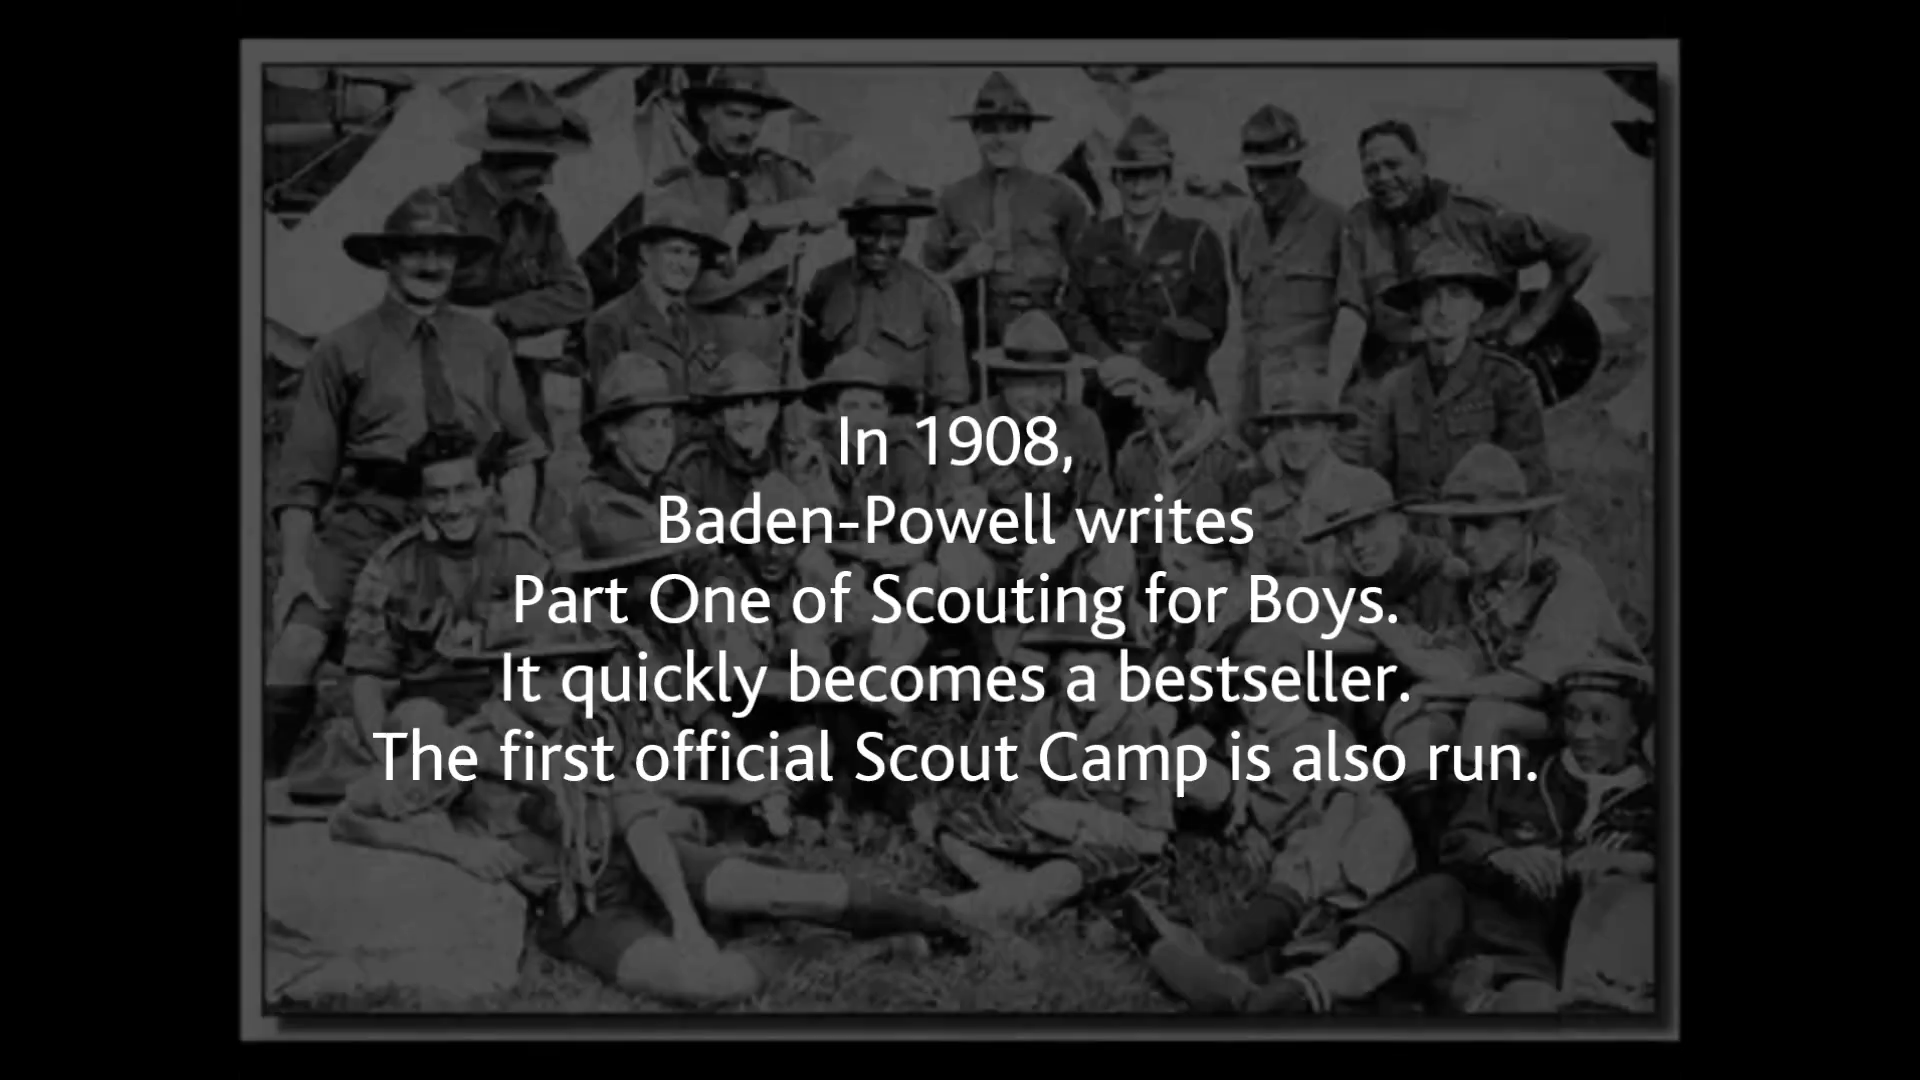 In 1908,
Baden-Powell writes
Part One of Scouting for Boys.
It quickly becomes a bestseller.
The first official Scout Camp is also run.